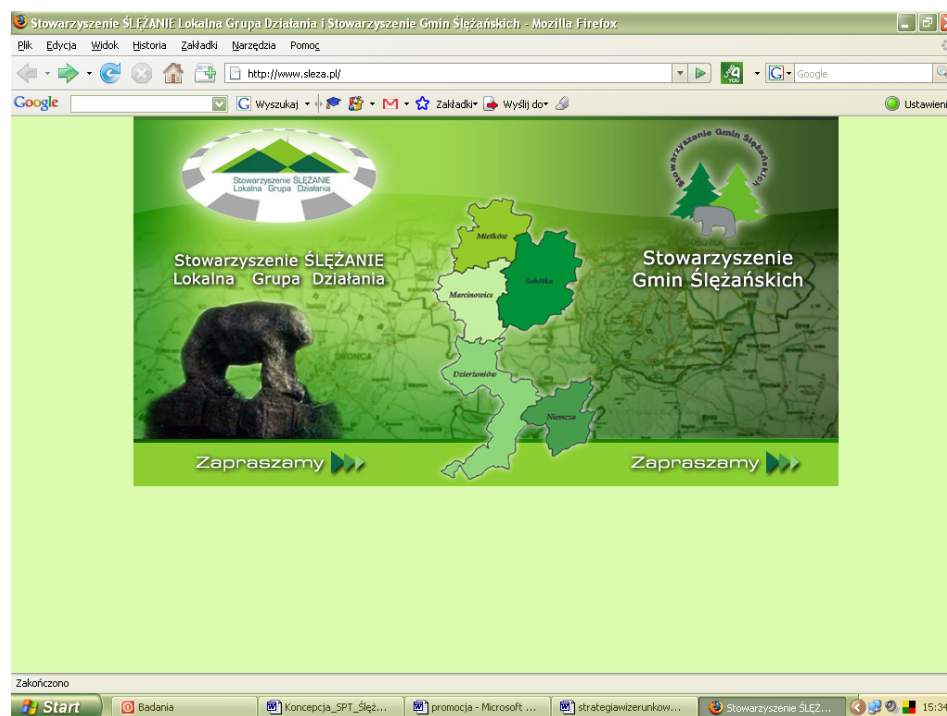 Stowarzyszenie ŚLĘŻANIE Lokalna Grupa Działania i Stowarzyszenie Gmin Ślężańskich - Mozilla Firefox
Plik Edycja Widok Historia Zakładki Narzędzia Pomoc
http://www.sleza.pl/
Google
Google Wyszukaj Zakładki Wyślij do Ustawieni
Stowarzyszenie ŚLĘŻANIE
Lokalna Grupa Działania
Stowarzyszenie Gmin Ślężańskich
Stowarzyszenie ŚLĘŻANIE
Lokalna Grupa Działania
Stowarzyszenie
Gmin Ślężańskich
Mietków
Sobótka
Marcinowice
Dzierżoniów
Niemcza
Zapraszamy
Zapraszamy
Zakończono
Start Badania Koncepcja_SPT_Ślęż... promocja - Microsoft ... strategiawizerunkow... Stowarzyszenie ŚLĘŻ... 15:34